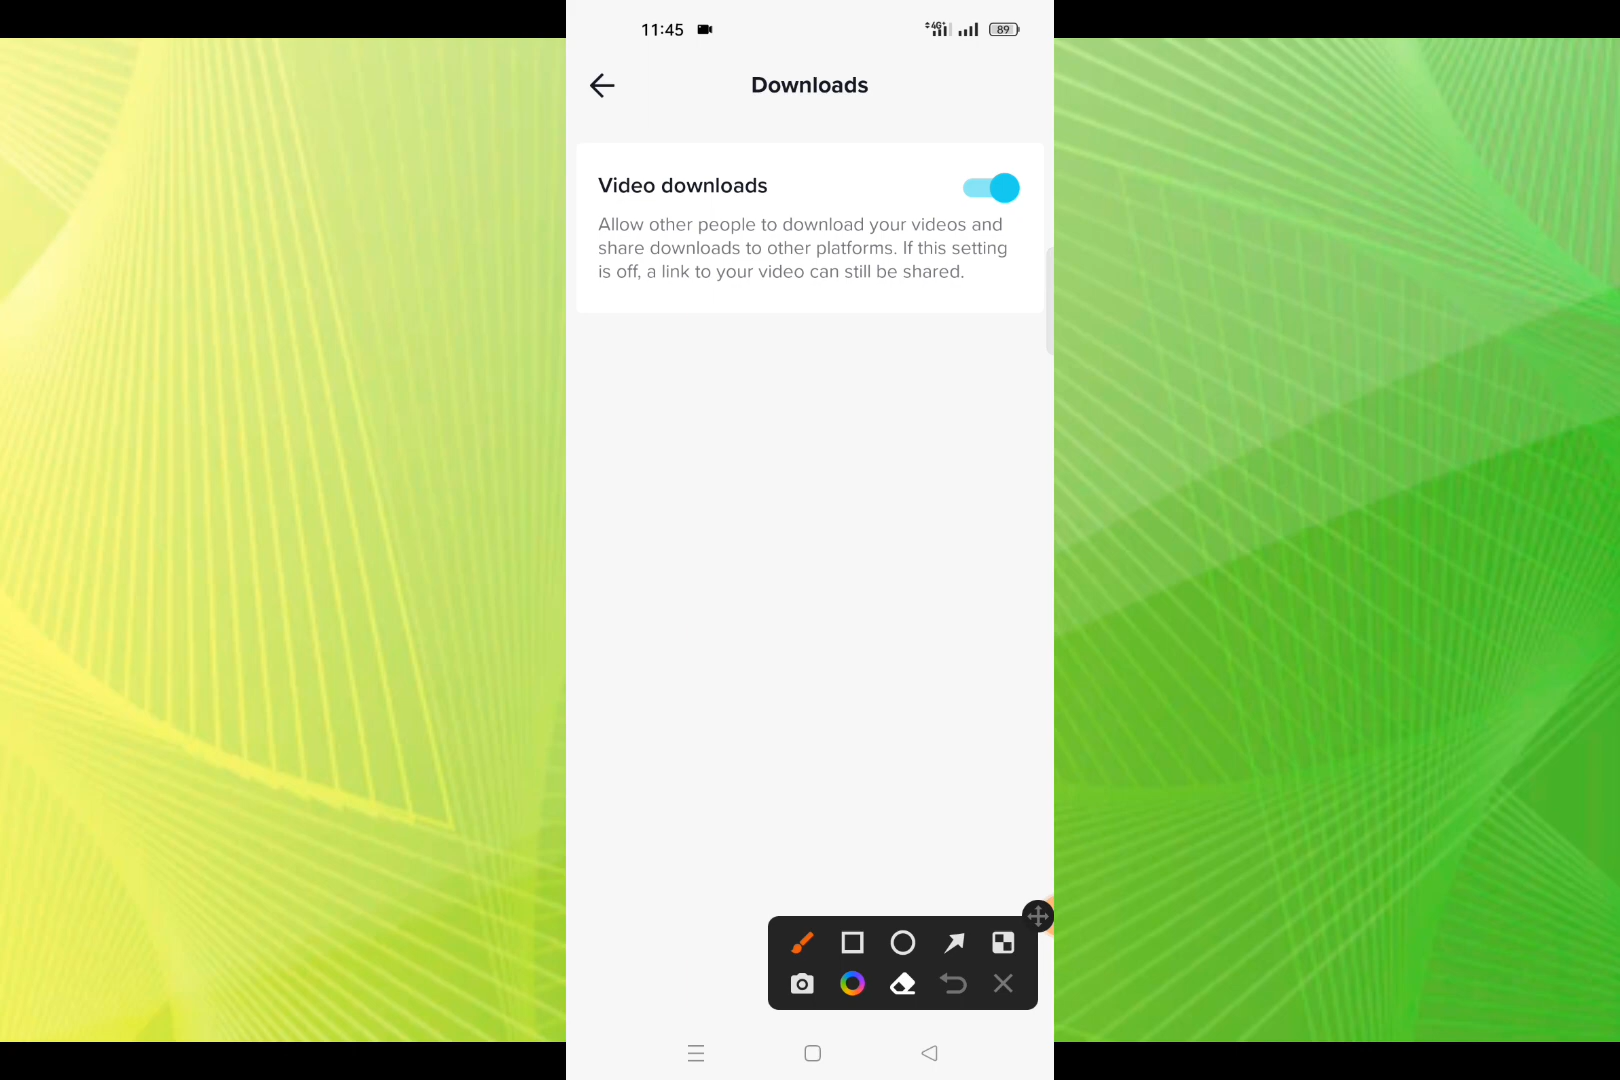 11:45
4G+
89
Downloads
Video downloads
Allow other people to download your videos and
share downloads to other platforms. If this setting
is off, a link to your video can still be shared.